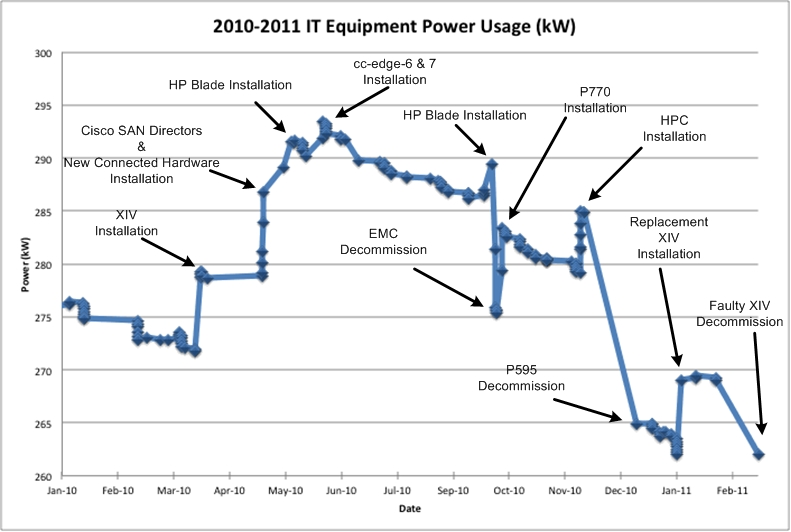 2010-2011 IT Equipment Power Usage (kW)
300
295
290
285
280
275
270
265
260
Power (kW)
cc-edge-6 & 7
Installation
HP Blade Installation
P770
Installation
HP Blade Installation
HPC
Installation
Cisco SAN Directors
&
New Connected Hardware
Installation
XIV
Installation
EMC
Decommission
Replacement
XIV
Installation
Faulty XIV
Decommission
P595
Decommission
Jan-10 Feb-10 Mar-10 Apr-10 May-10 Jun-10 Jul-10 Sep-10 Oct-10 Nov-10 Dec-10 Jan-11 Feb-11
Date